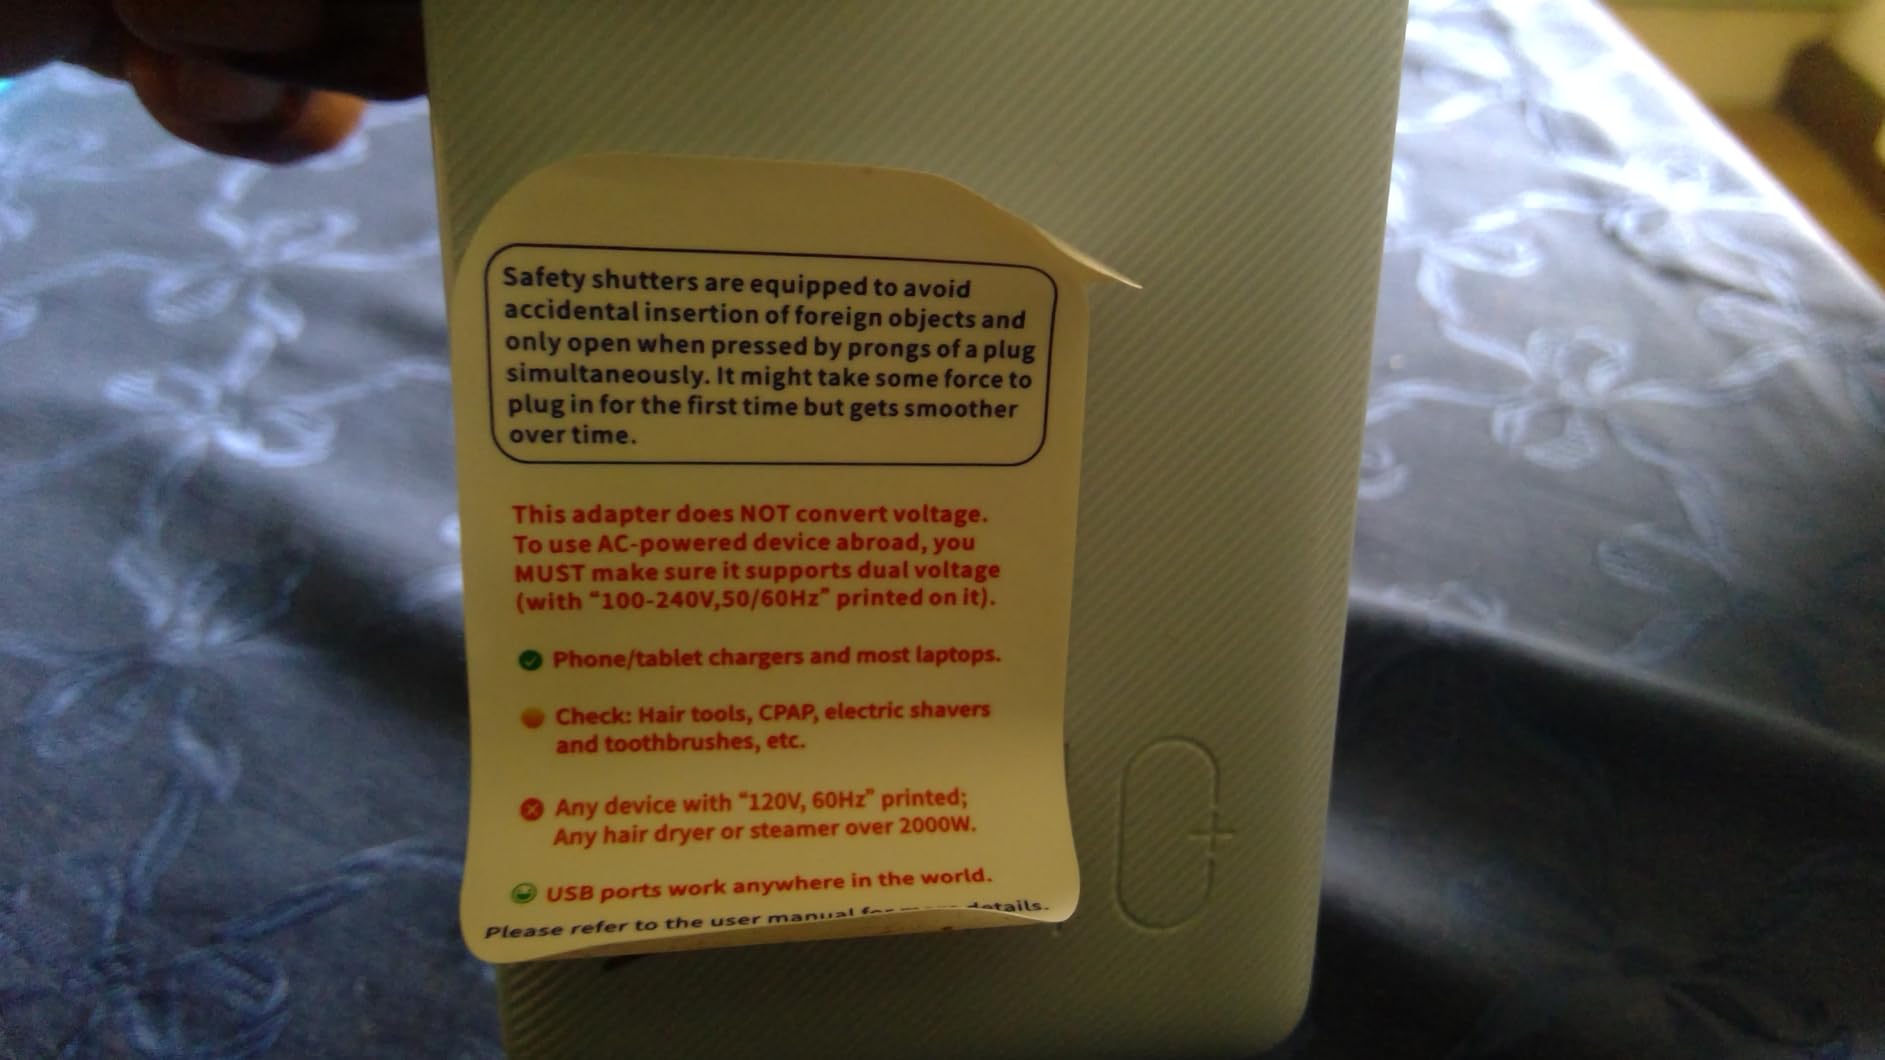 Safety shutters are equipped to avoid
accidental insertion of foreign objects and
only open when pressed by prongs of a plug
simultaneously. It might take some force to
plug in for the first time but gets smoother
over time.
This adapter does NOT convert voltage.
To use AC-powered device abroad, you
MUST make sure it supports dual voltage
(with “100-240V,50/60Hz” printed on it).
Phone/tablet chargers and most laptops.
Check: Hair tools, CPAP, electric shavers
and toothbrushes, etc.
Any device with “120V, 60Hz” printed;
Any hair dryer or steamer over 2000W.
USB ports work anywhere in the world.
Please refer to the user manual details.